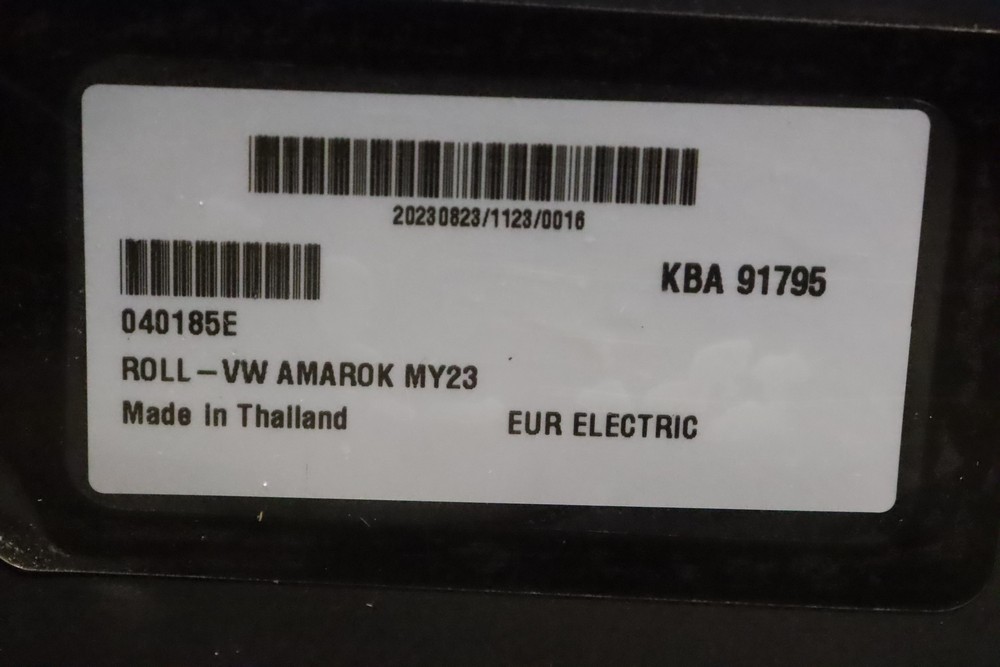 20230823/1123/0016
KBA 91795
040185E
ROLL-VW AMAROK MY23
Made in Thailand
EUR ELECTRIC